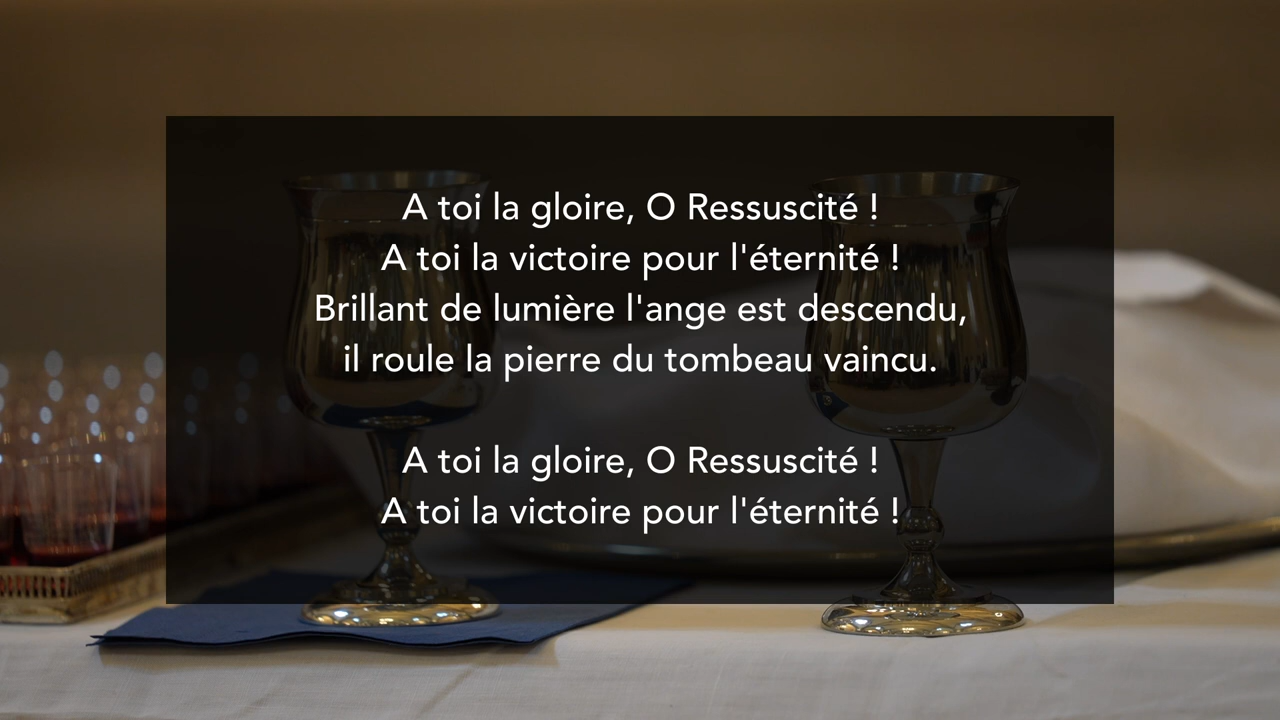 A toi la gloire, O Ressuscité !
A toi la victoire pour l'éternité !
Brillant de lumière l'ange est descendu,
il roule la pierre du tombeau vaincu.
A toi la gloire, O Ressuscité !
A toi la victoire pour l'éternité !